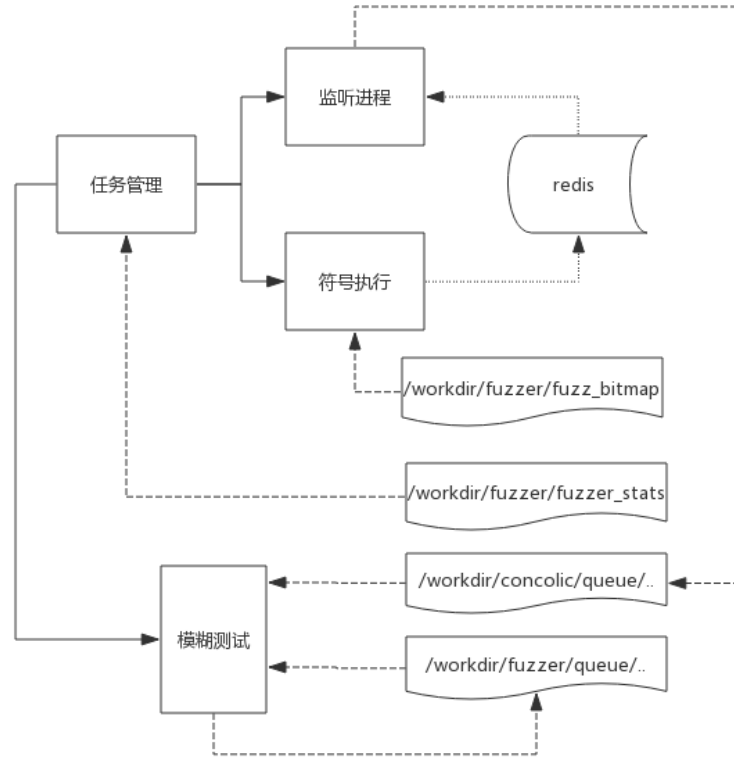 监听进程
任务管理
redis
符号执行
/workdir/fuzzer/fuzz_bitmap
/workdir/fuzzer/fuzzer_stats
/workdir/concolic/queue/..
模糊测试
/workdir/fuzzer/queue/..